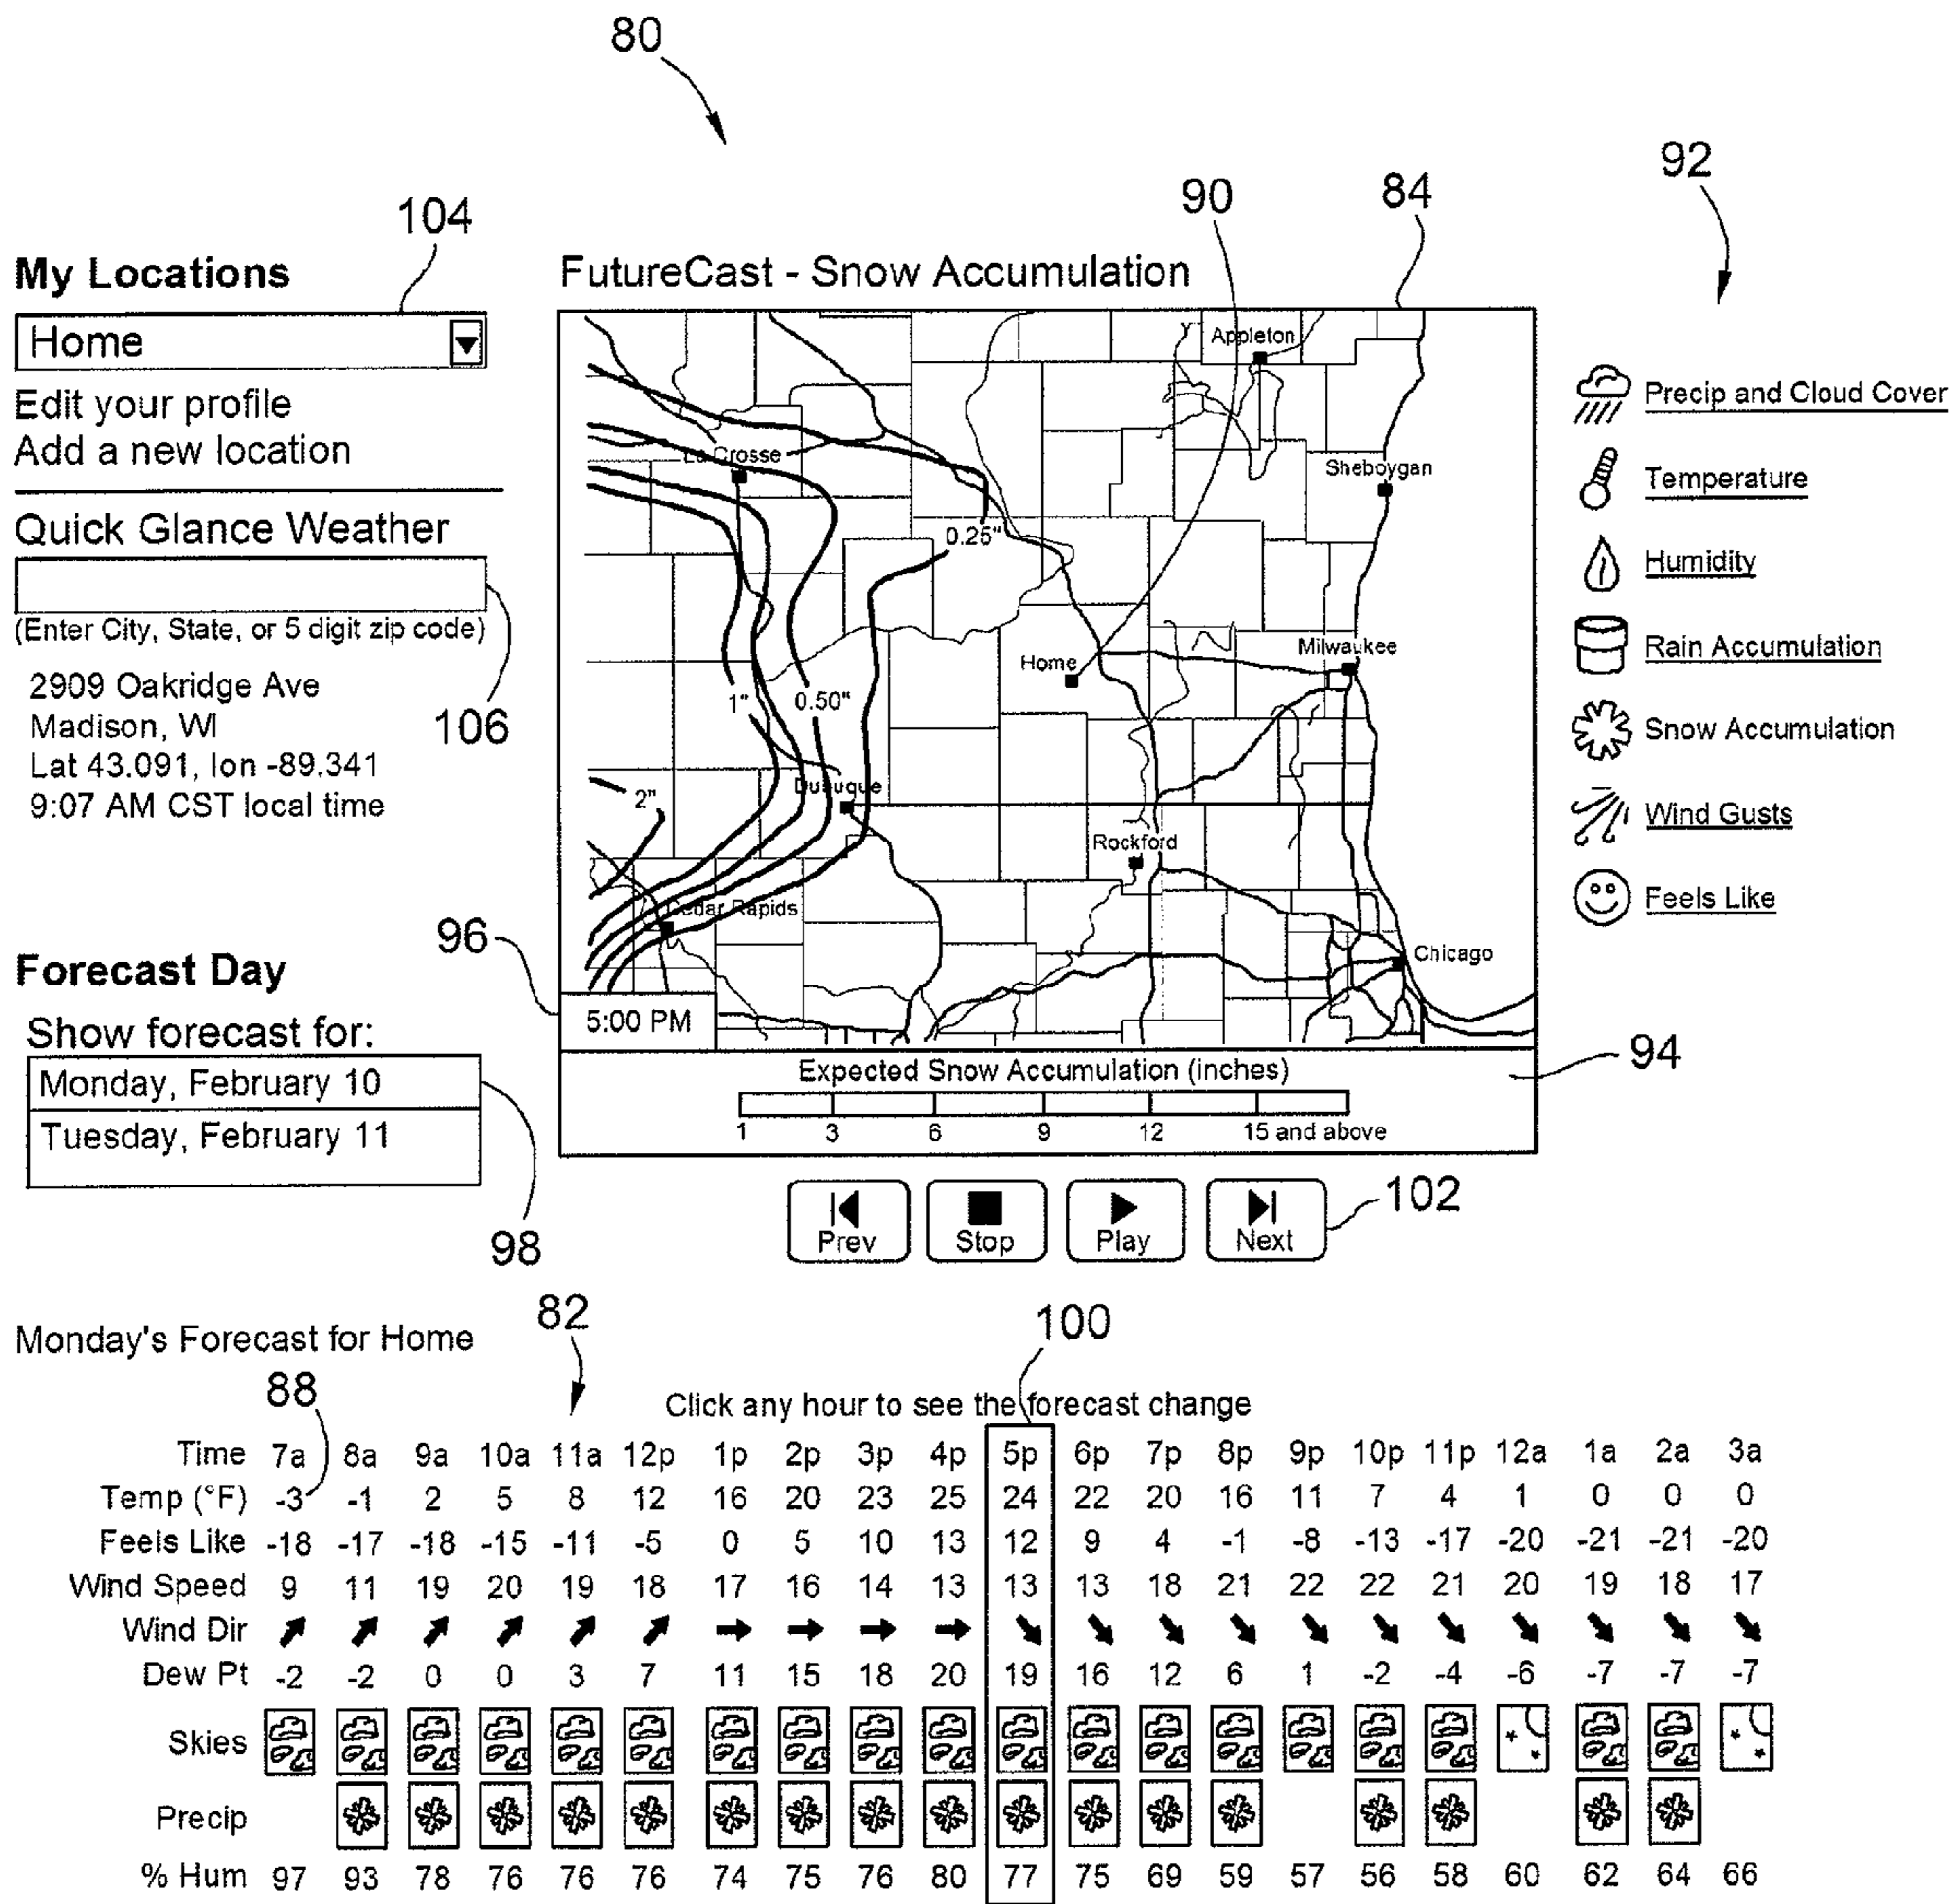 80
92
90
84
104
My Locations
FutureCast - Snow Accumulation
Home
Edit your profile
Add a new location
Quick Glance Weather
(Enter City, State, or 5 digit zip code)
2909 Oakridge Ave
Madison, WI
Lat 43.091, lon -89.341
9:07 AM CST local time
106
Appleton
La Crosse
Sheboygan
0.25"
Home
Milwaukee
1"
0.50"
Dubuque
2"
Rockford
Cedar Rapids
Chicago
Precip and Cloud Cover
Temperature
Humidity
Rain Accumulation
Snow Accumulation
Wind Gusts
Feels Like
96
5:00 PM
94
Expected Snow Accumulation (inches)
1 3 6 9 12 15 and above
Forecast Day
Show forecast for:
Monday, February 10
Tuesday, February 11
98
Prev Stop Play Next
102
82
100
Monday's Forecast for Home
88
Click any hour to see the forecast change
Time 7a 8a 9a 10a 11a 12p 1p 2p 3p 4p 5p 6p 7p 8p 9p 10p 11p 12a 1a 2a 3a
Temp (°F) -3 -1 2 5 8 12 16 20 23 25 24 22 20 16 11 7 4 1 0 0 0
Feels Like -18 -17 -18 -15 -11 -5 0 5 10 13 12 9 4 -1 -8 -13 -17 -20 -21 -21 -20
Wind Speed 9 11 19 20 19 18 17 16 14 13 13 13 18 21 22 22 21 20 19 18 17
Wind Dir
Dew Pt -2 -2 0 0 3 7 11 15 18 20 19 16 12 6 1 -2 -4 -6 -7 -7 -7
Skies
Precip
% Hum 97 93 78 76 76 76 74 75 76 80 77 75 69 59 57 56 58 60 62 64 66